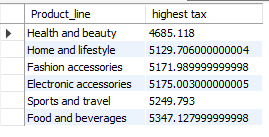 Product_line highest tax
Health and beauty 4685.118
Home and lifestyle 5129.706000000004
Fashion accessories 5171.989999999998
Electronic accessories 5175.003000000005
Sports and travel 5249.793
Food and beverages 5347.127999999998